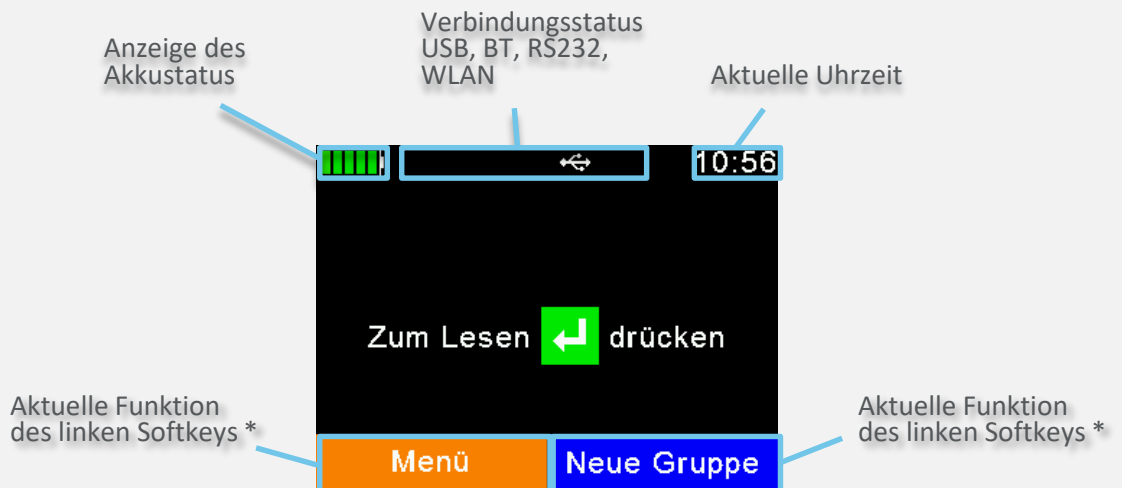 Verbindungsstatus
USB, BT, RS232,
WLAN
Anzeige des
Akkustatus
Aktuelle Uhrzeit
10:56
Zum Lesen drücken
Aktuelle Funktion
des linken Softkeys *
Aktuelle Funktion
des linken Softkeys *
Menü
Neue Gruppe